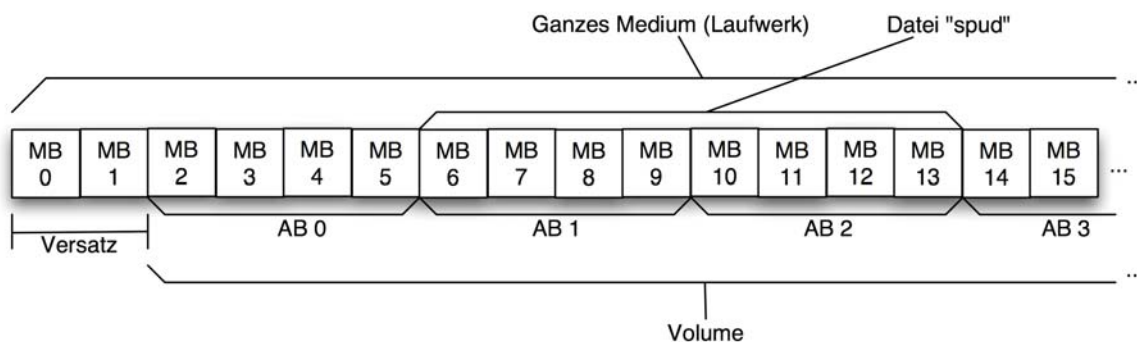 Ganzes Medium (Laufwerk) Datei "spud"
...
MB MB MB MB MB MB MB MB MB MB MB MB MB MB MB MB
0 1 2 3 4 5 6 7 8 9 10 11 12 13 14 15 ...
AB 0 AB 1 AB 2 AB 3
Versatz
...
Volume